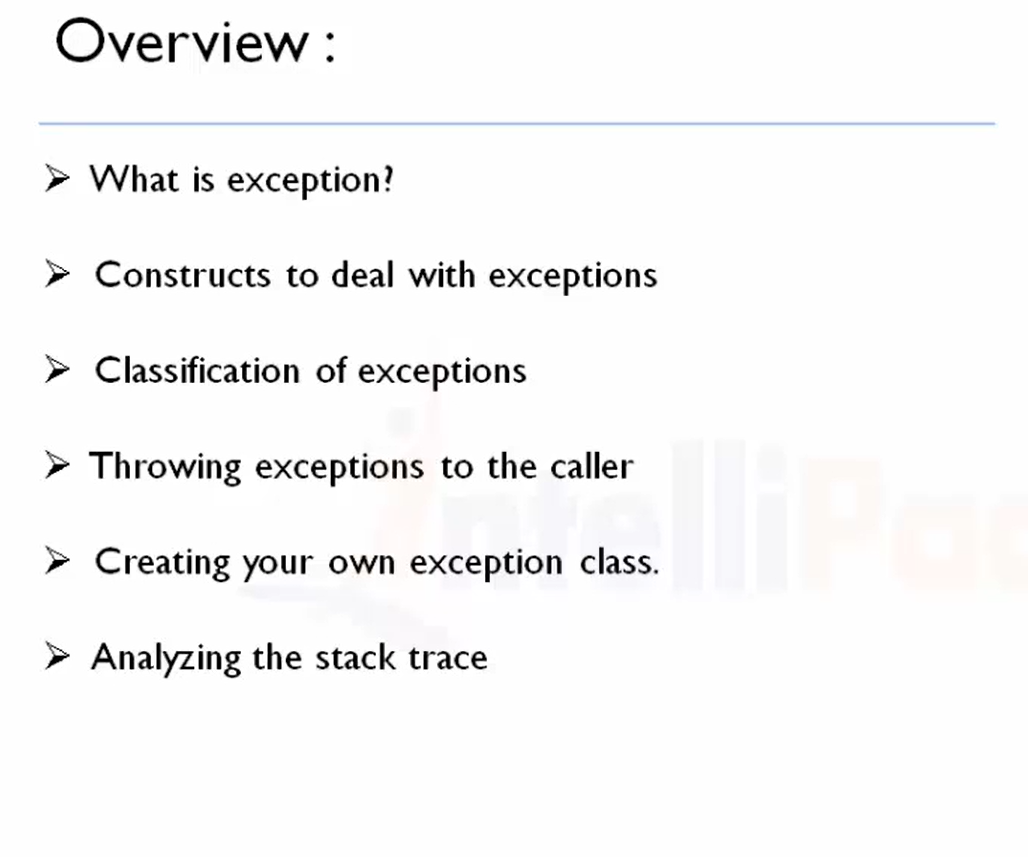 Overview :
What is exception?
Constructs to deal with exceptions
Classification of exceptions
Throwing exceptions to the caller
Creating your own exception class.
Analyzing the stack trace
intelliPaa